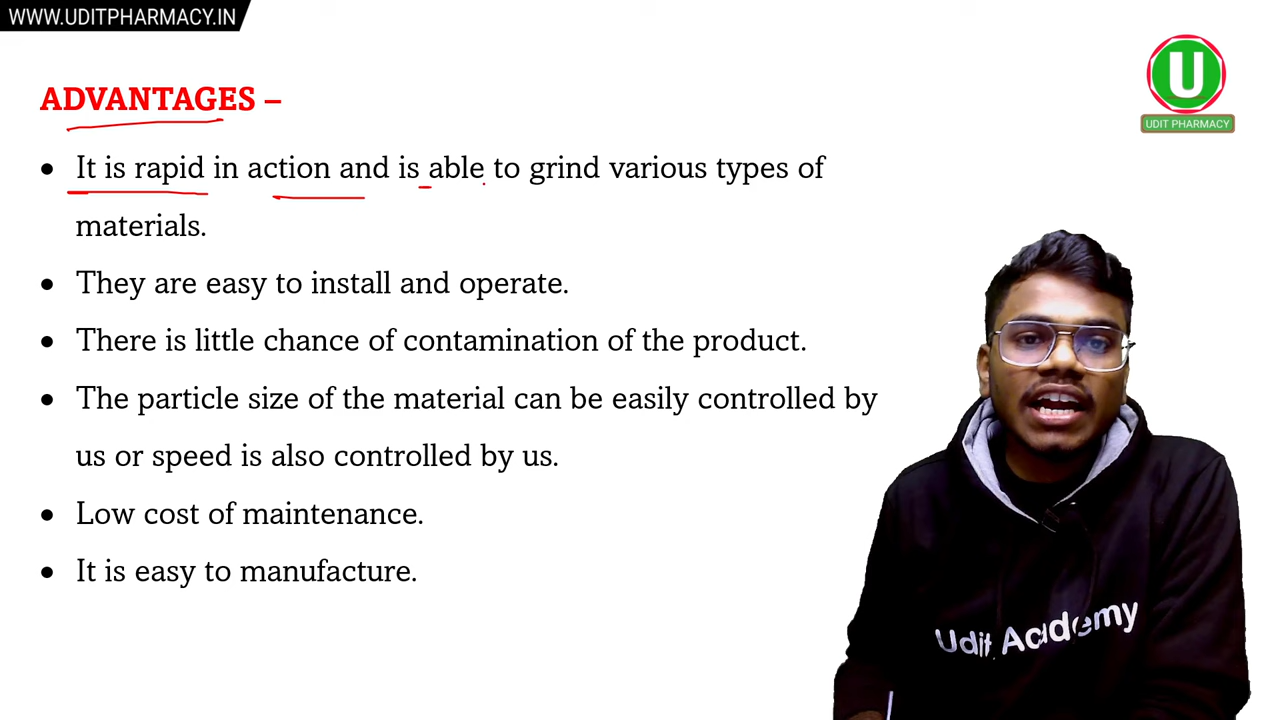 WWW.UDITPHARMACY.IN
U
UDIT PHARMACY
ADVANTAGES –
• It is rapid in action and is able to grind various types of
materials.
• They are easy to install and operate.
• There is little chance of contamination of the product.
• The particle size of the material can be easily controlled by
us or speed is also controlled by us.
• Low cost of maintenance.
• It is easy to manufacture.
Udit Academy